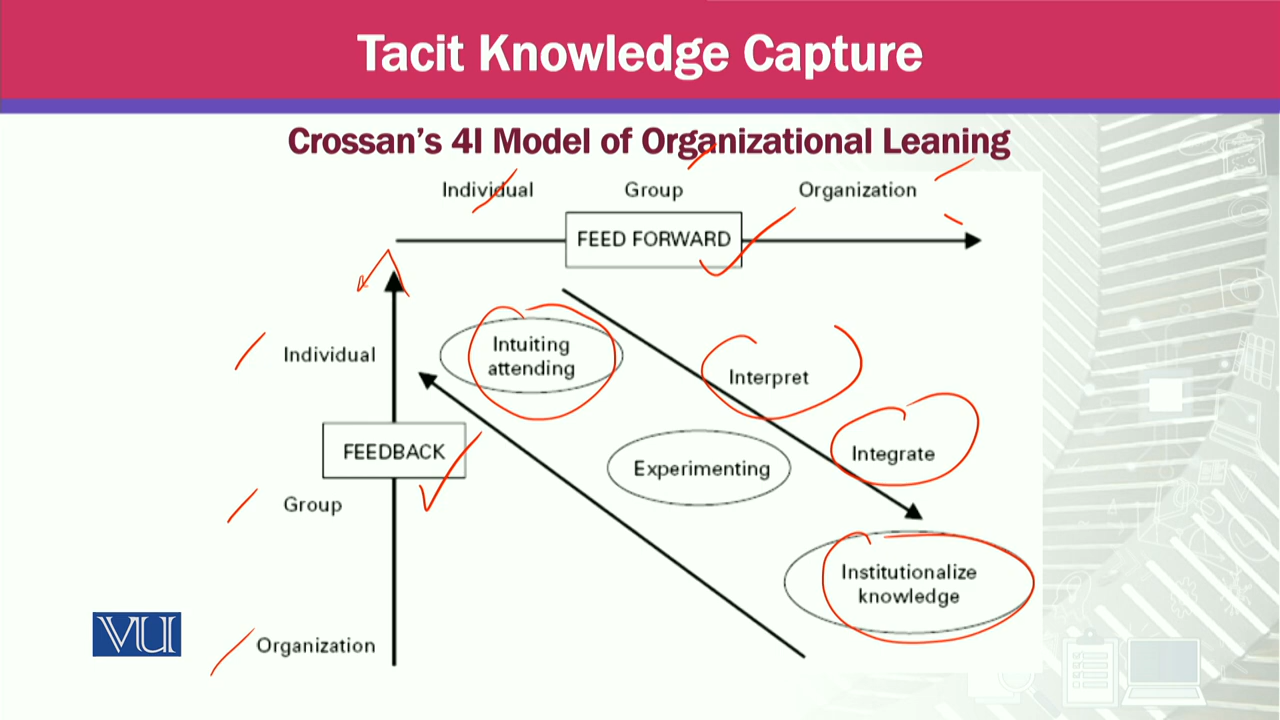 Tacit Knowledge Capture
Crossan's 4I Model of Organizational Leaning
Individual
Group
Organization
FEED FORWARD
Intuiting
attending
Individual
Interpret
FEEDBACK
Integrate
Experimenting
Group
Institutionalize
knowledge
VU
Organization